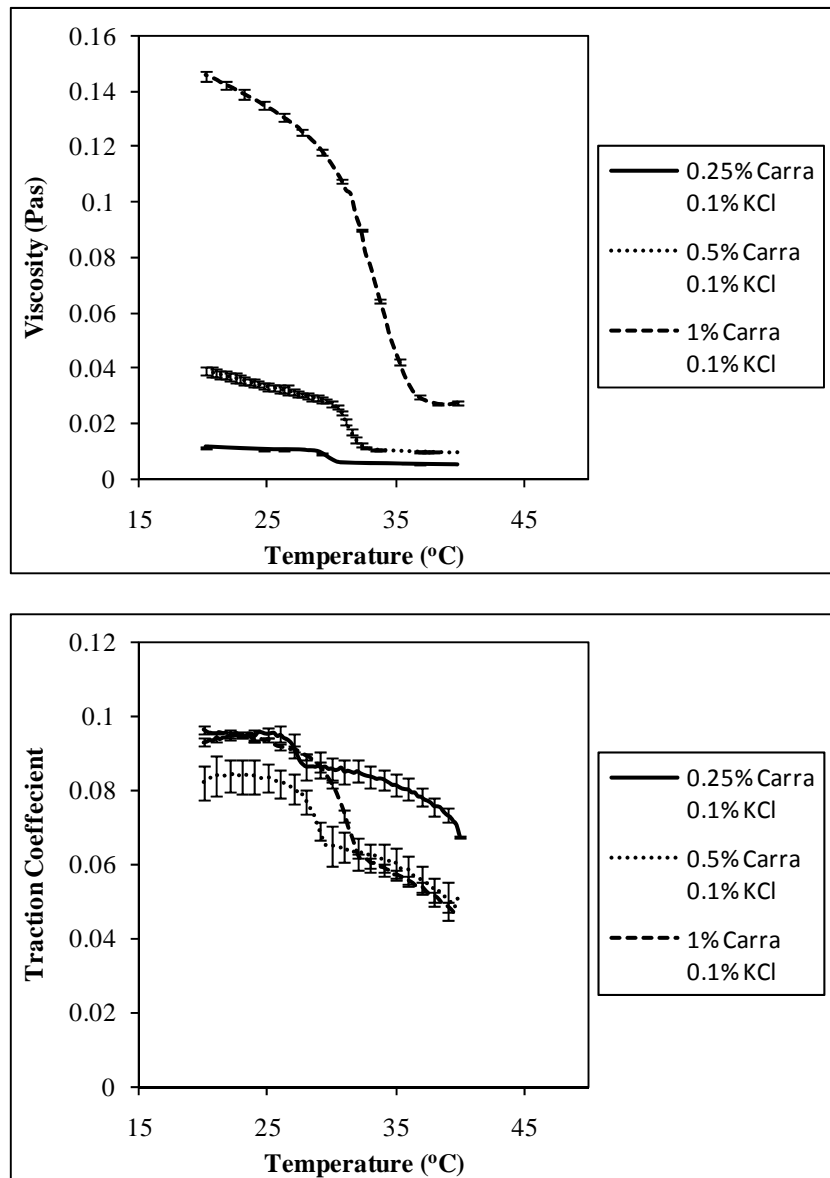 0.16
0.14
0.12
0.1
0.08
0.06
0.04
0.02
0
Viscosity (Pas)
15
25
35
45
Temperature (°C)
0.25% Carra
0.1% KCl
0.5% Carra
0.1% KCl
1% Carra
0.1% KCl
0.12
0.1
0.08
0.06
0.04
0.02
0
Traction Coeffecient
15
25
35
45
Temperature (°C)
0.25% Carra
0.1% KCl
0.5% Carra
0.1% KCl
1% Carra
0.1% KCl